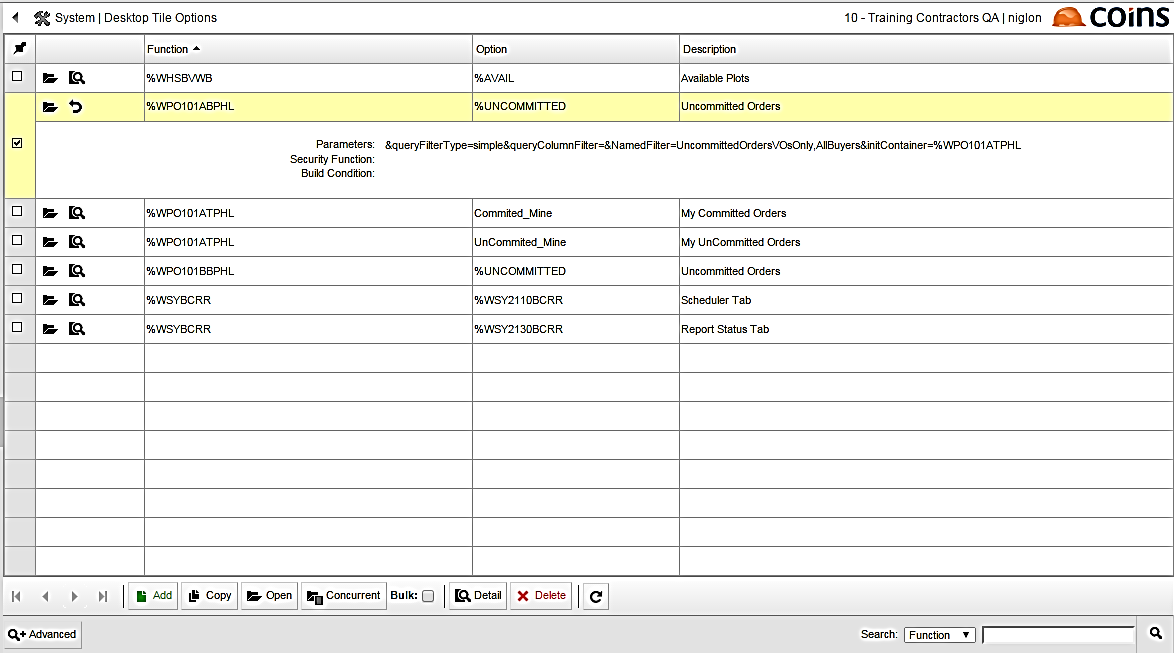 System | Desktop Tile Options 10 - Training Contractors QA | niglon coins
Function Option Description
%WHSBVWB %AVAIL Available Plots
%WPO101ABPHL %UNCOMMITTED Uncommitted Orders
Parameters: &queryFilterType=simple&queryColumnFilter=&NamedFilter=UncommittedOrdersVOsOnly,AllBuyers&initContainer=%WPO101ATPHL
Security Function:
Build Condition:
%WPO101ATPHL Commited_Mine My Committed Orders
%WPO101ATPHL UnCommited_Mine My UnCommitted Orders
%WPO101BBPHL %UNCOMMITTED Uncommitted Orders
%WSYBCRR %WSY2110BCRR Scheduler Tab
%WSYBCRR %WSY2130BCRR Report Status Tab
Add Copy Open Concurrent Bulk: Detail Delete
Advanced Search: Function